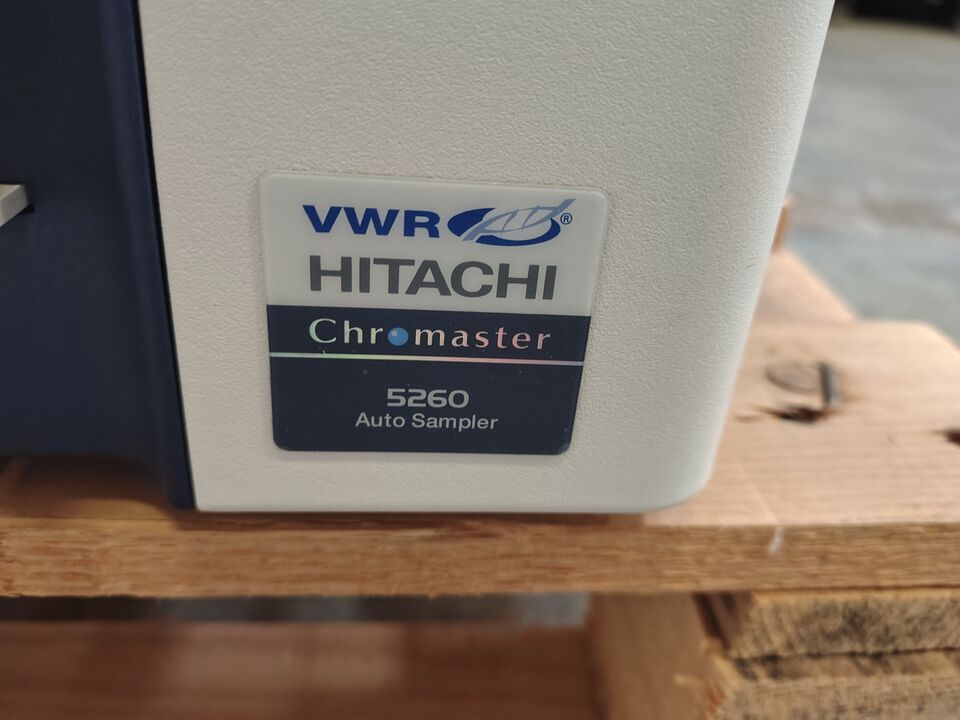 VWR®
HITACHI
Chromaster
5260
Auto Sampler